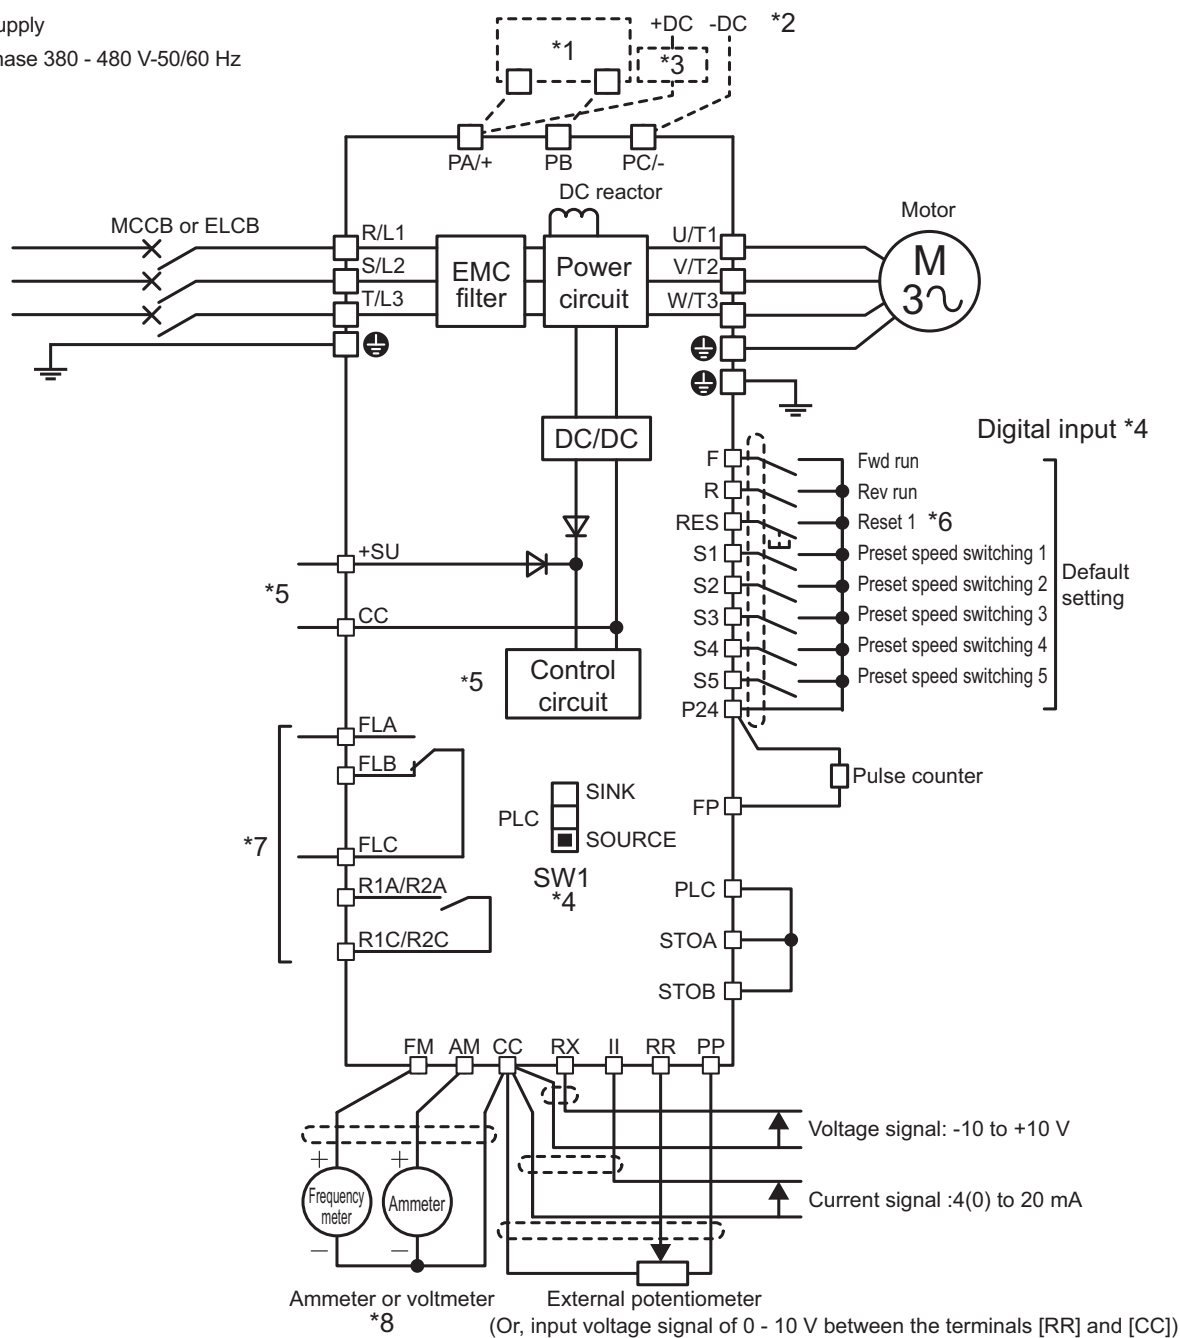 +DC -DC *2
*1
*3
hase 380 - 480 V-50/60 Hz
PA/+ PB PC/-
DC reactor
MCCB or ELCB
Motor
R/L1
S/L2
T/L3
EMC
filter
Power
circuit
U/T1
V/T2
W/T3
M
3
DC/DC
Digital input *4
F
R
RES
S1
S2
S3
S4
S5
P24
Fwd run
Rev run
Reset 1 *6
Preset speed switching 1
Preset speed switching 2
Preset speed switching 3
Preset speed switching 4
Preset speed switching 5
Default
setting
+SU
*5
CC
*5
Control
circuit
FLA
FLB
FLC
*7
R1A/R2A
R1C/R2C
SINK
PLC
SOURCE
SW1
*4
Pulse counter
FP
PLC
STOA
STOB
FM AM CC RX II RR PP
Voltage signal: -10 to +10 V
Current signal :4(0) to 20 mA
+
+
Frequency
meter
Ammeter
−
−
Ammeter or voltmeter
*8
External potentiometer
(Or, input voltage signal of 0 - 10 V between the terminals [RR] and [CC])